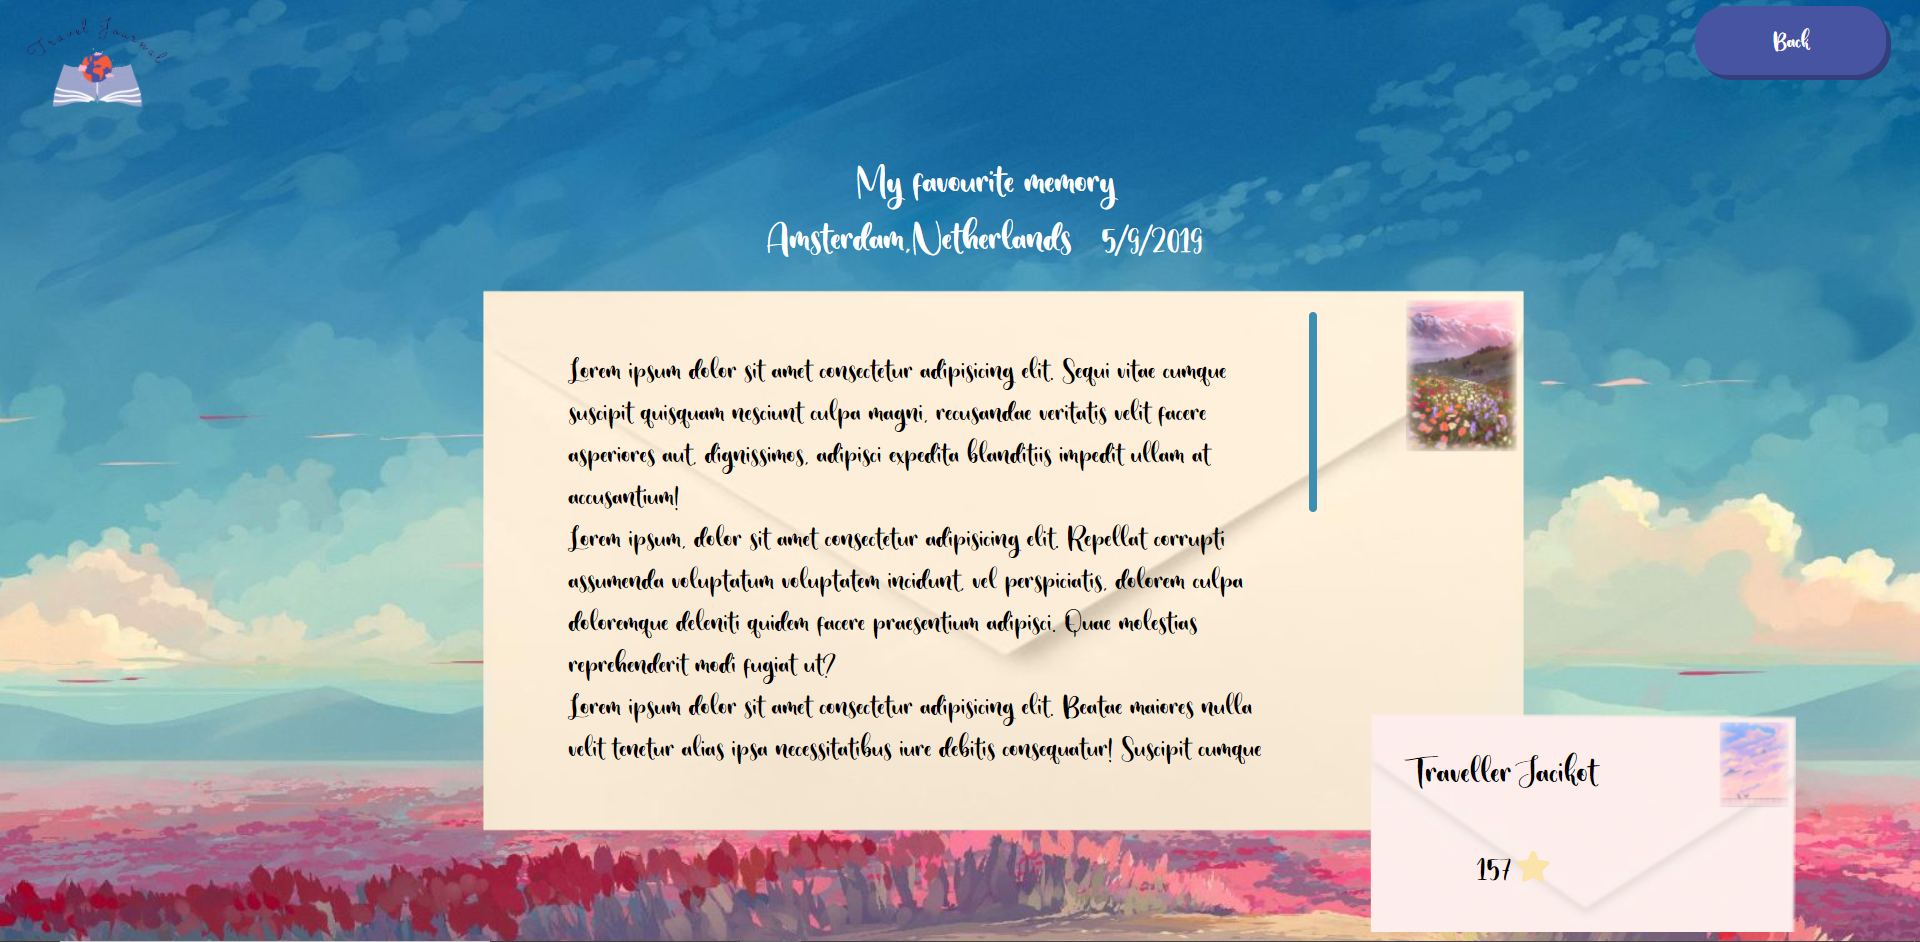 Travel Journal
Back
My favourite memory
Amsterdam,Netherlands 5/9/2019
Lorem ipsum dolor sit amet consectetur adipisicing elit. Sequi vitae cumque
suscipit quisquam nesciunt culpa magni, recusandae veritatis velit facere
asperiores aut, dignissimos, adipisci expedita blanditiis impedit ullam at
accusantium!
Lorem ipsum, dolor sit amet consectetur adipisicing elit. Repellat corrupti
assumenda voluptatum voluptatem incidunt, vel perspiciatis, dolorem culpa
doloremque deleniti quidem facere praesentium adipisci. Quae molestias
reprehenderit modi fugiat ut?
Lorem ipsum dolor sit amet consectetur adipisicing elit. Beatae maiores nulla
velit tenetur alias ipsa necessitatibus iure debitis consequatur! Suscipit cumque
Traveller Jacikot
157